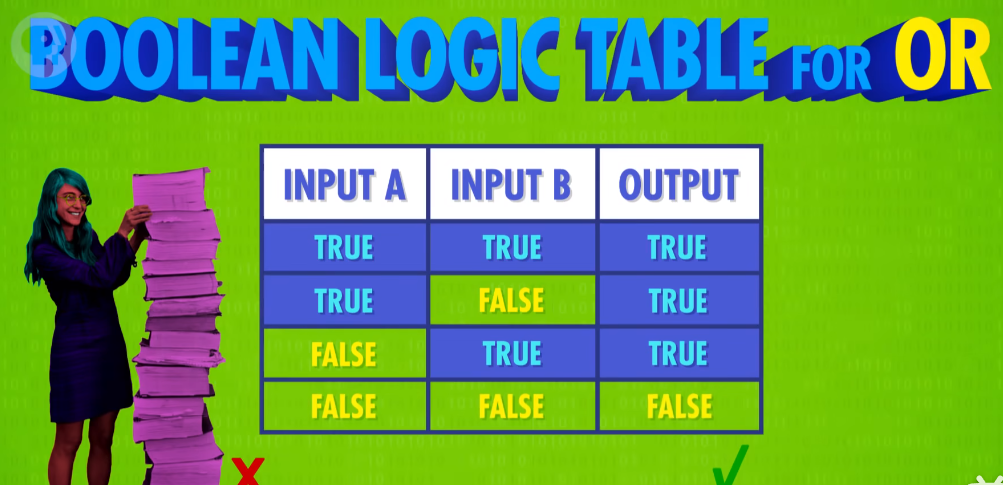 BOOLEAN LOGIC TABLE FOR OR
INPUT A INPUT B OUTPUT
TRUE TRUE TRUE
TRUE FALSE TRUE
FALSE TRUE TRUE
FALSE FALSE FALSE